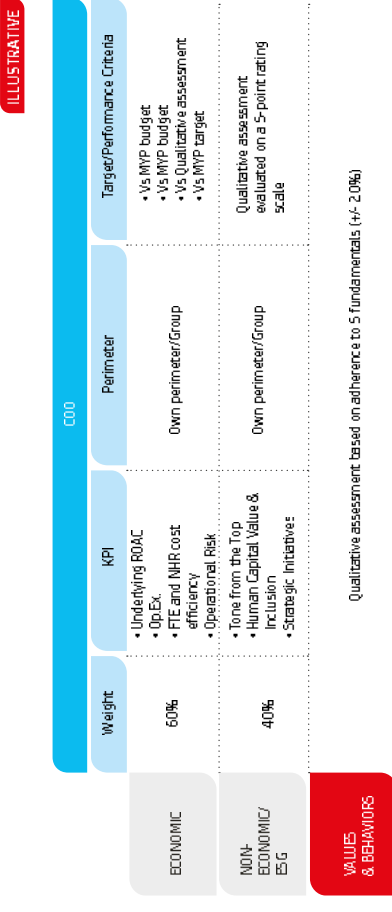 ILLUSTRATIVE
COO
Weight
KPI
Perimeter
Target/Performance Criteria
ECONOMIC
60%
• Underlying ROAC
• Op.Ex.
• FTE and NHR cost
efficiency
• Operational Risk
Own perimeter/Group
• Vs MYP budget
• Vs MYP budget
• Vs Qualitative assessment
• Vs MYP target
NON-
ECONOMIC/
ESG
40%
• Tone from the Top
• Human Capital Value &
Inclusion
• Strategic Initiatives
Own perimeter/Group
Qualitative assessment
evaluated on a 5-point rating
scale
VALUES
& BEHAVIORS
Qualitative assessment based on adherence to 5 fundamentals (+/- 20%)